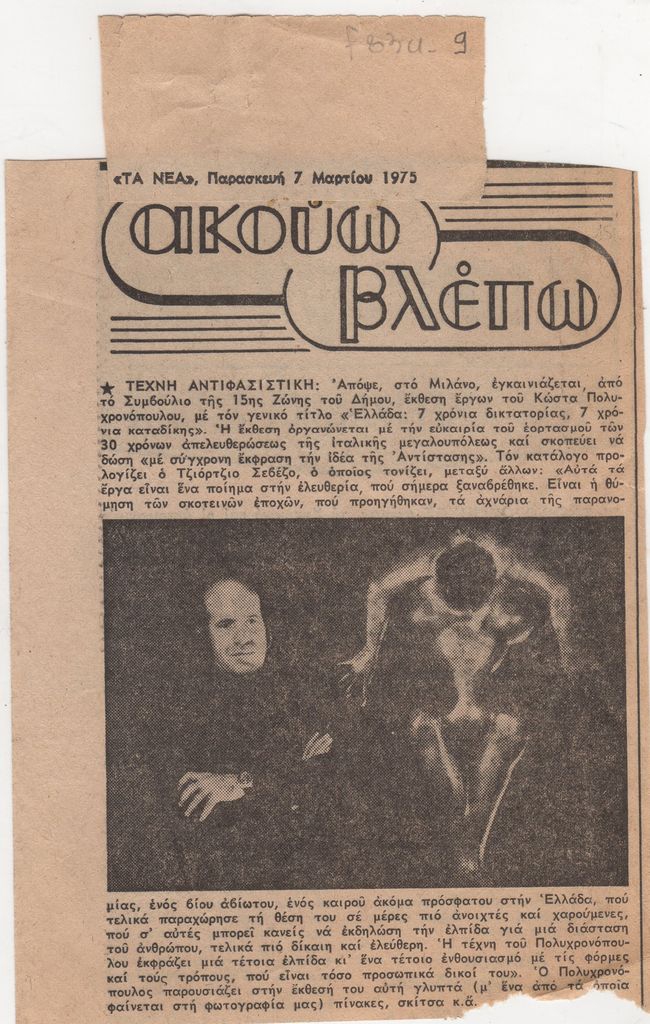 9
«ΤΑ ΝΕΑ», Παρασκευή 7 Μαρτίου 1975
ακούω
βλέπω
★ ΤΕΧΝΗ ΑΝΤΙΦΑΣΙΣΤΙΚΗ: Ἀπόψε, στό Μιλάνο, ἐγκαινιάζεται, ἀπό
τό Συμβούλιο τῆς 15ης Ζώνης τοῦ Δήμου, ἔκθεση ἔργων τοῦ Κώστα Πολυ-
χρονόπουλου, μέ τόν γενικό τίτλο «Ἑλλάδα: 7 χρόνια δικτατορίας, 7 χρό-
νια καταδίκης». Ἡ ἔκθεση ὀργανώνεται μέ τήν εὐκαιρία τοῦ ἑορτασμοῦ τῶν
30 χρόνων ἀπελευθερώσεως τῆς ἰταλικῆς μεγαλουπόλεως καί σκοπεύει νά
δώση «μέ σύγχρονη ἔκφραση τήν ἰδέα τῆς Ἀντίστασης». Τόν κατάλογο προ-
λογίζει ὁ Τζιόρτζιο Σεβέζο, ὁ ὁποῖος τονίζει, μεταξύ ἄλλων: «Αὐτά τά
ἔργα εἶναι ἕνα ποίημα στήν ἐλευθερία, πού σήμερα ξαναβρέθηκε. Εἶναι ἡ θύ-
μηση τῶν σκοτεινῶν ἐποχῶν, πού προηγήθηκαν, τά ἀχνάρια τῆς παρανο-
μίας, ἑνός βίου ἀβίωτου, ἑνός καιροῦ ἀκόμα πρόσφατου στήν Ἑλλάδα, πού
τελικά παραχώρησε τή θέση του σέ μέρες πιό ἀνοιχτές καί χαρούμενες,
πού σ' αὐτές μπορεῖ κανείς νά ἐκδηλώση τήν ἐλπίδα γιά μιά διάσταση
τοῦ ἀνθρώπου, τελικά πιό δίκαιη καί ἐλεύθερη. Ἡ τέχνη τοῦ Πολυχρονόπου-
λου ἐκφράζει μιά τέτοια ἐλπίδα κι' ἕνα τέτοιο ἐνθουσιασμό μέ τίς φόρμες
καί τούς τρόπους, πού εἶναι τόσο προσωπικά δικοί του». Ὁ Πολυχρονό-
πουλος παρουσιάζει στήν ἔκθεσή του αὐτή γλυπτά (μ' ἕνα ἀπό τά ὁποῖα
φαίνεται στή φωτογραφία μας) πίνακες, σκίτσα κ.ἄ.